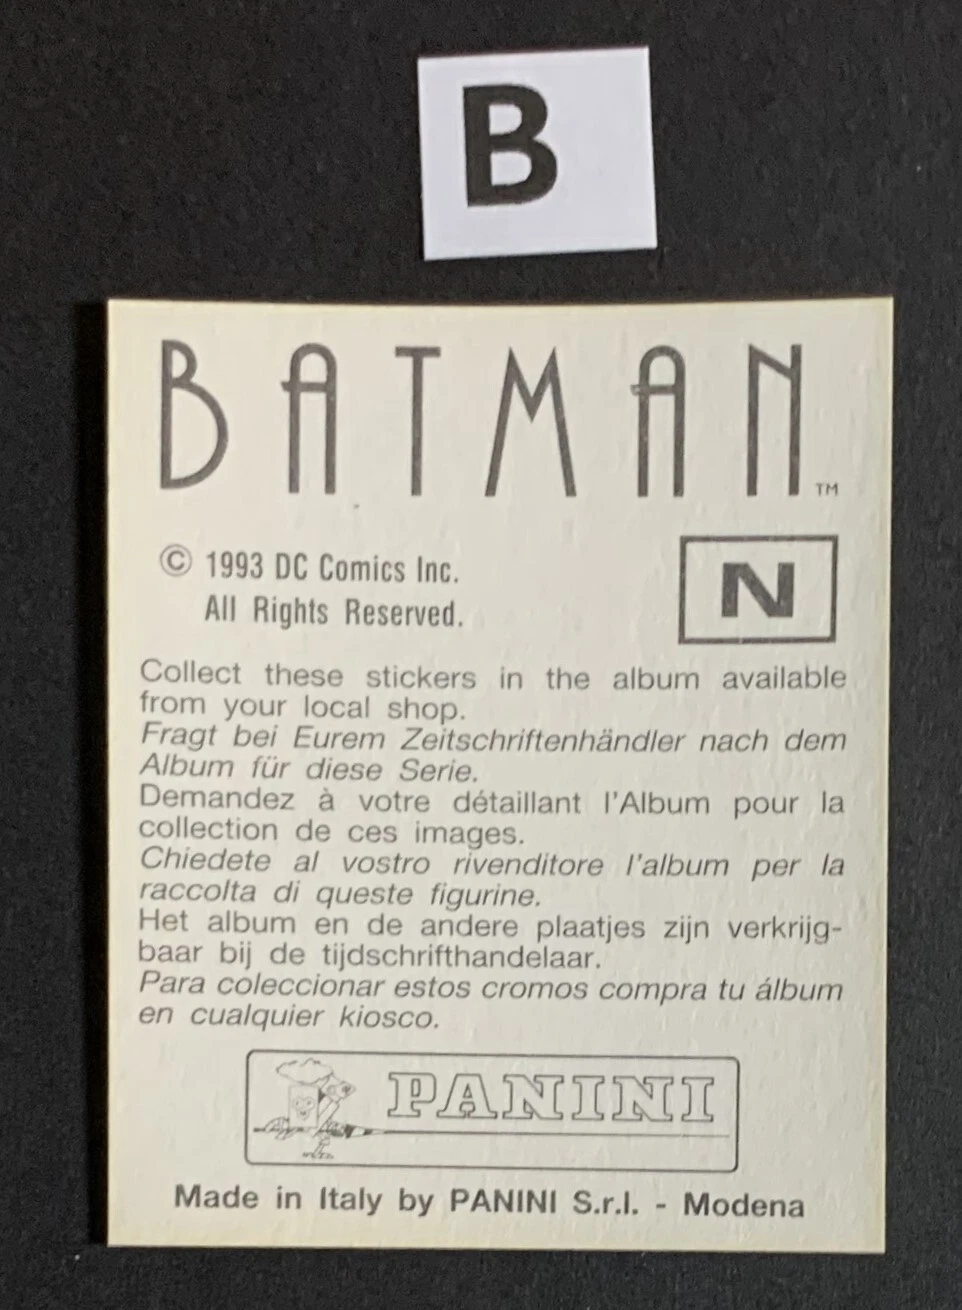 B
BATMAN™
© 1993 DC Comics Inc.
All Rights Reserved.
N
Collect these stickers in the album available
from your local shop.
Fragt bei Eurem Zeitschriftenhändler nach dem
Album für diese Serie.
Demandez à votre détaillant l'Album pour la
collection de ces images.
Chiedete al vostro rivenditore l'album per la
raccolta di queste figurine.
Het album en de andere plaatjes zijn verkrijg-
baar bij de tijdschrifthandelaar.
Para coleccionar estos cromos compra tu álbum
en cualquier kiosco.
PANINI
Made in Italy by PANINI S.r.l. - Modena